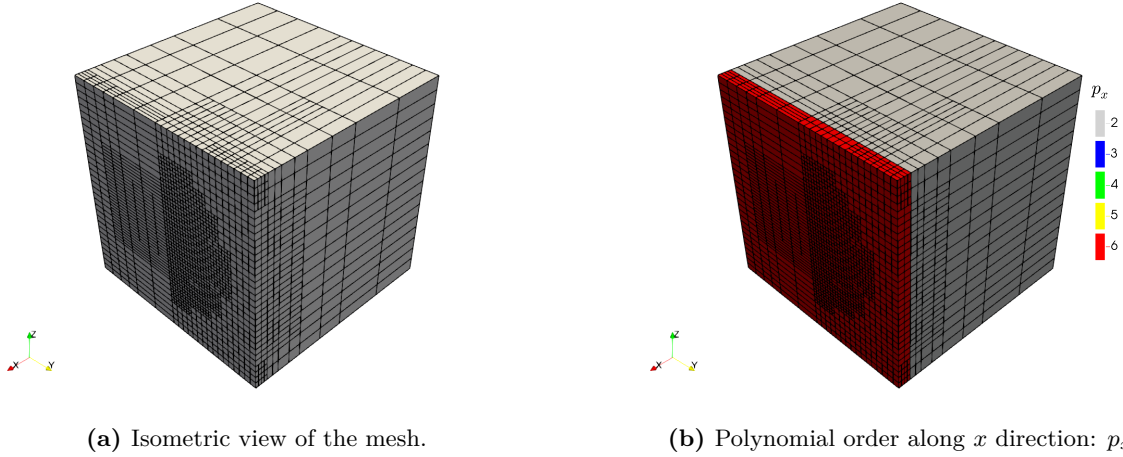 p_x
2
3
4
5
6
Z
X
Y
Z
X
Y
(a) Isometric view of the mesh.
(b) Polynomial order along x direction: